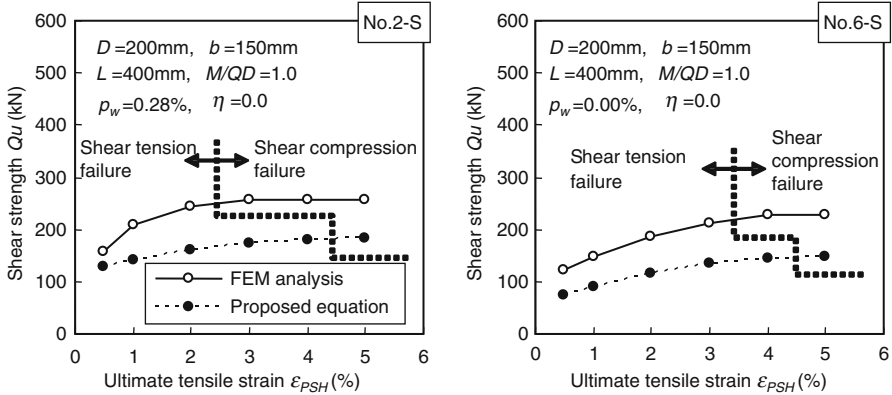 No.2-S
600
500
400
300
200
100
0
Shear strength Qu (kN)
D=200mm, b=150mm
L=400mm, M/QD=1.0
p_w=0.28%, η=0.0
Shear tension
failure
Shear compression
failure
FEM analysis
Proposed equation
0 1 2 3 4 5 6
Ultimate tensile strain ε_PSH (%)
No.6-S
600
500
400
300
200
100
0
Shear strength Qu (kN)
D=200mm, b=150mm
L=400mm, M/QD=1.0
p_w=0.00%, η=0.0
Shear tension
failure
Shear
compression
failure
0 1 2 3 4 5 6
Ultimate tensile strain ε_PSH (%)